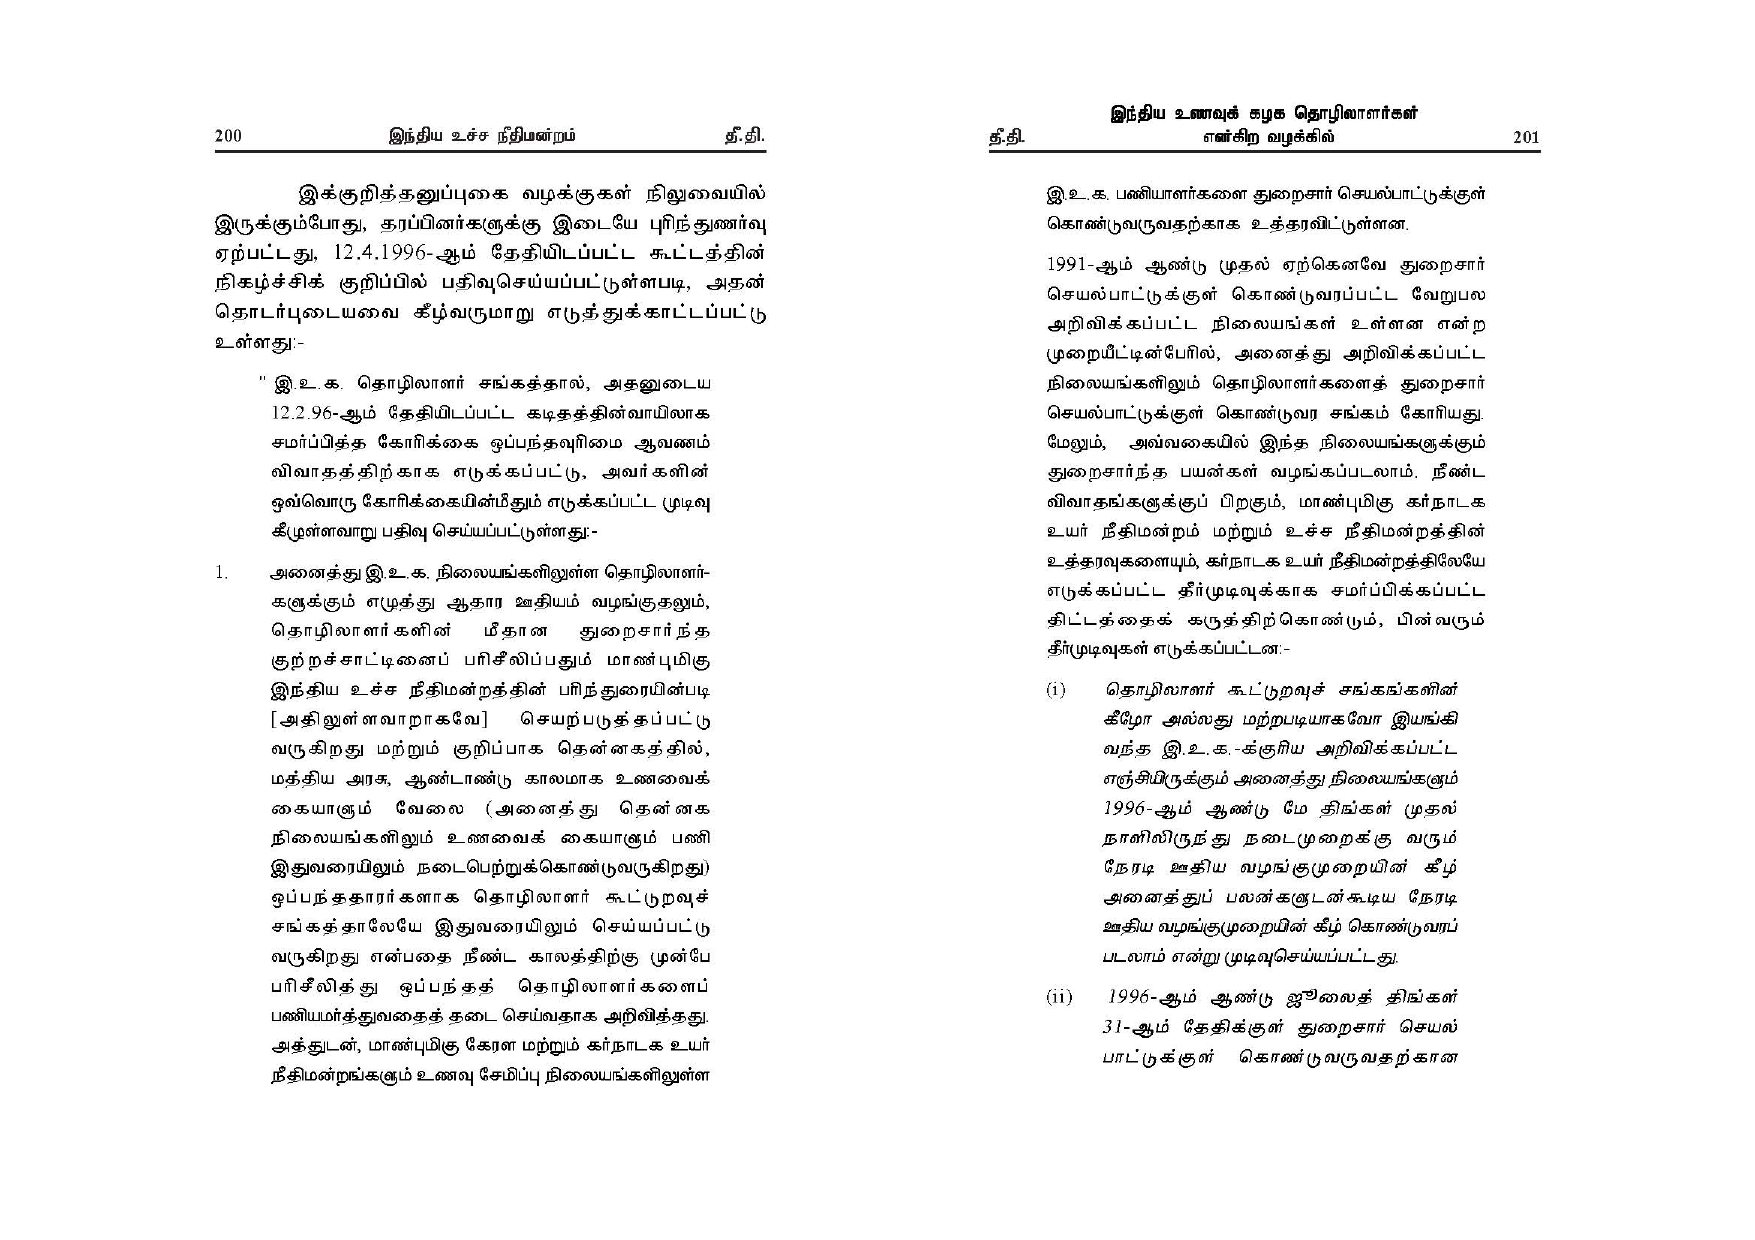 200 இந்திய உச்ச நீதிமன்றம் தீ.தி.
இக்குறித்தனுப்புகை வழக்குகள் நிலுவையில்
இருக்கும்போது, தரப்பினர்களுக்கு இடையே புரிந்துணர்வு
ஏற்பட்டது, 12.4.1996-ஆம் தேதியிடப்பட்ட கூட்டத்தின்
நிகழ்ச்சிக் குறிப்பில் பதிவுசெய்யப்பட்டுள்ளபடி, அதன்
தொடர்புடையவை கீழ்வருமாறு எடுத்துக்காட்டப்பட்டு
உள்ளது:-
" இ.உ.க. தொழிலாளர் சங்கத்தால், அதனுடைய
12.2.96-ஆம் தேதியிடப்பட்ட கடிதத்தின்வாயிலாக
சமர்ப்பித்த கோரிக்கை ஒப்பந்தவுரிமை ஆவணம்
விவாதத்திற்காக எடுக்கப்பட்டு, அவர்களின்
ஒவ்வொரு கோரிக்கையின்மீதும் எடுக்கப்பட்ட முடிவு
கீழுள்ளவாறு பதிவு செய்யப்பட்டுள்ளது:-
1. அனைத்து இ.உ.க. நிலையங்களிலுள்ள தொழிலாளர்-
களுக்கும் எழுத்து ஆதார ஊதியம் வழங்குதலும்,
தொழிலாளர்களின் மீதான துறைசார்ந்த
குற்றச்சாட்டினைப் பரிசீலிப்பதும் மாண்புமிகு
இந்திய உச்ச நீதிமன்றத்தின் பரிந்துரையின்படி
[அதிலுள்ளவாறாகவே] செயற்படுத்தப்பட்டு
வருகிறது மற்றும் குறிப்பாக தென்னகத்தில்,
மத்திய அரசு, ஆண்டாண்டு காலமாக உணவைக்
கையாளும் வேலை (அனைத்து தென்னக
நிலையங்களிலும் உணவைக் கையாளும் பணி
இதுவரையிலும் நடைபெற்றுக்கொண்டுவருகிறது)
ஒப்பந்ததாரர்களாக தொழிலாளர் கூட்டுறவுச்
சங்கத்தாலேயே இதுவரையிலும் செய்யப்பட்டு
வருகிறது என்பதை நீண்ட காலத்திற்கு முன்பே
பரிசீலித்து ஒப்பந்தத் தொழிலாளர்களைப்
பணியமர்த்துவதைத் தடை செய்வதாக அறிவித்தது.
அத்துடன், மாண்புமிகு கேரள மற்றும் கர்நாடக உயர்
நீதிமன்றங்களும் உணவு சேமிப்பு நிலையங்களிலுள்ள
இந்திய உணவுக் கழக தொழிலாளர்கள்
தீ.தி. என்கிற வழக்கில் 201
இ.உ.க. பணியாளர்களை துறைசார் செயல்பாட்டுக்குள்
கொண்டுவருவதற்காக உத்தரவிட்டுள்ளன.
1991-ஆம் ஆண்டு முதல் ஏற்கெனவே துறைசார்
செயல்பாட்டுக்குள் கொண்டுவரப்பட்ட வேறுபல
அறிவிக்கப்பட்ட நிலையங்கள் உள்ளன என்ற
முறையீட்டின்பேரில், அனைத்து அறிவிக்கப்பட்ட
நிலையங்களிலும் தொழிலாளர்களைத் துறைசார்
செயல்பாட்டுக்குள் கொண்டுவர சங்கம் கோரியது.
மேலும், அவ்வகையில் இந்த நிலையங்களுக்கும்
துறைசார்ந்த பயன்கள் வழங்கப்படலாம். நீண்ட
விவாதங்களுக்குப் பிறகும், மாண்புமிகு கர்நாடக
உயர் நீதிமன்றம் மற்றும் உச்ச நீதிமன்றத்தின்
உத்தரவுகளையும், கர்நாடக உயர் நீதிமன்றத்திலேயே
எடுக்கப்பட்ட தீர்முடிவுக்காக சமர்ப்பிக்கப்பட்ட
திட்டத்தைக் கருத்திற்கொண்டும், பின்வரும்
தீர்முடிவுகள் எடுக்கப்பட்டன:-
(i) தொழிலாளர் கூட்டுறவுச் சங்கங்களின்
கீழோ அல்லது மற்றபடியாகவோ இயங்கி
வந்த இ.உ.க.-க்குரிய அறிவிக்கப்பட்ட
எஞ்சியிருக்கும் அனைத்து நிலையங்களும்
1996-ஆம் ஆண்டு மே திங்கள் முதல்
நாளிலிருந்து நடைமுறைக்கு வரும்
நேரடி ஊதிய வழங்குமுறையின் கீழ்
அனைத்துப் பலன்களுடன்கூடிய நேரடி
ஊதிய வழங்குமுறையின் கீழ் கொண்டுவரப்
படலாம் என்று முடிவுசெய்யப்பட்டது.
(ii) 1996-ஆம் ஆண்டு ஜூலைத் திங்கள்
31-ஆம் தேதிக்குள் துறைசார் செயல்
பாட்டுக்குள் கொண்டுவருவதற்கான